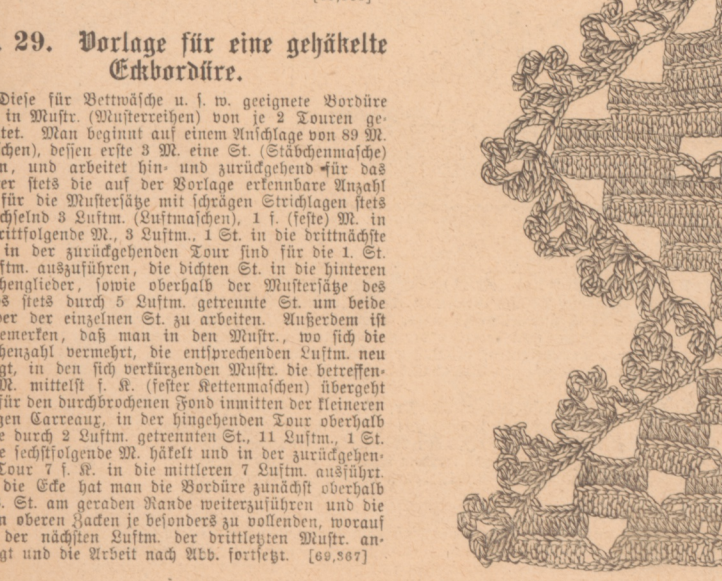 29. Vorlage für eine gehäkelte
Eckbordüre.
Diese für Bettwäsche u. s. w. geeignete Bordüre
in Mustr. (Musterreihen) von je 2 Touren ge-
tet. Man beginnt auf einem Anschlage von 89 M.
chen), dessen erste 3 M. eine St. (Stäbchenmasche)
n, und arbeitet hin- und zurückgehend für das
er stets die auf der Vorlage erkennbare Anzahl
für die Mustersätze mit schrägen Strichlagen stets
chselnd 3 Luftm. (Luftmaschen), 1 f. (feste) M. in
rittfolgende M., 3 Luftm., 1 St. in die drittnächste
in der zurückgehenden Tour sind für die 1. St.
ftm. auszuführen, die dichten St. in die hinteren
henglieder, sowie oberhalb der Mustersätze des
s stets durch 5 Luftm. getrennte St. um beide
er der einzelnen St. zu arbeiten. Außerdem ist
emerken, daß man in den Mustr., wo sich die
henzahl vermehrt, die entsprechenden Luftm. neu
gt, in den sich verkürzenden Mustr. die betreffen-
M. mittelst f. K. (fester Kettenmaschen) übergeht
für den durchbrochenen Fond inmitten der kleineren
gen Carreaux, in der hingehenden Tour oberhalb
e durch 2 Luftm. getrennten St., 11 Luftm., 1 St.
e sechstfolgende M. häkelt und in der zurückgehen-
Tour 7 f. K. in die mittleren 7 Luftm. ausführt.
die Ecke hat man die Bordüre zunächst oberhalb
. St. am geraden Rande weiterzuführen und die
n oberen Zacken je besonders zu vollenden, worauf
der nächsten Luftm. der drittletzten Mustr. an-
gt und die Arbeit nach Abb. fortsetzt. [69,367]